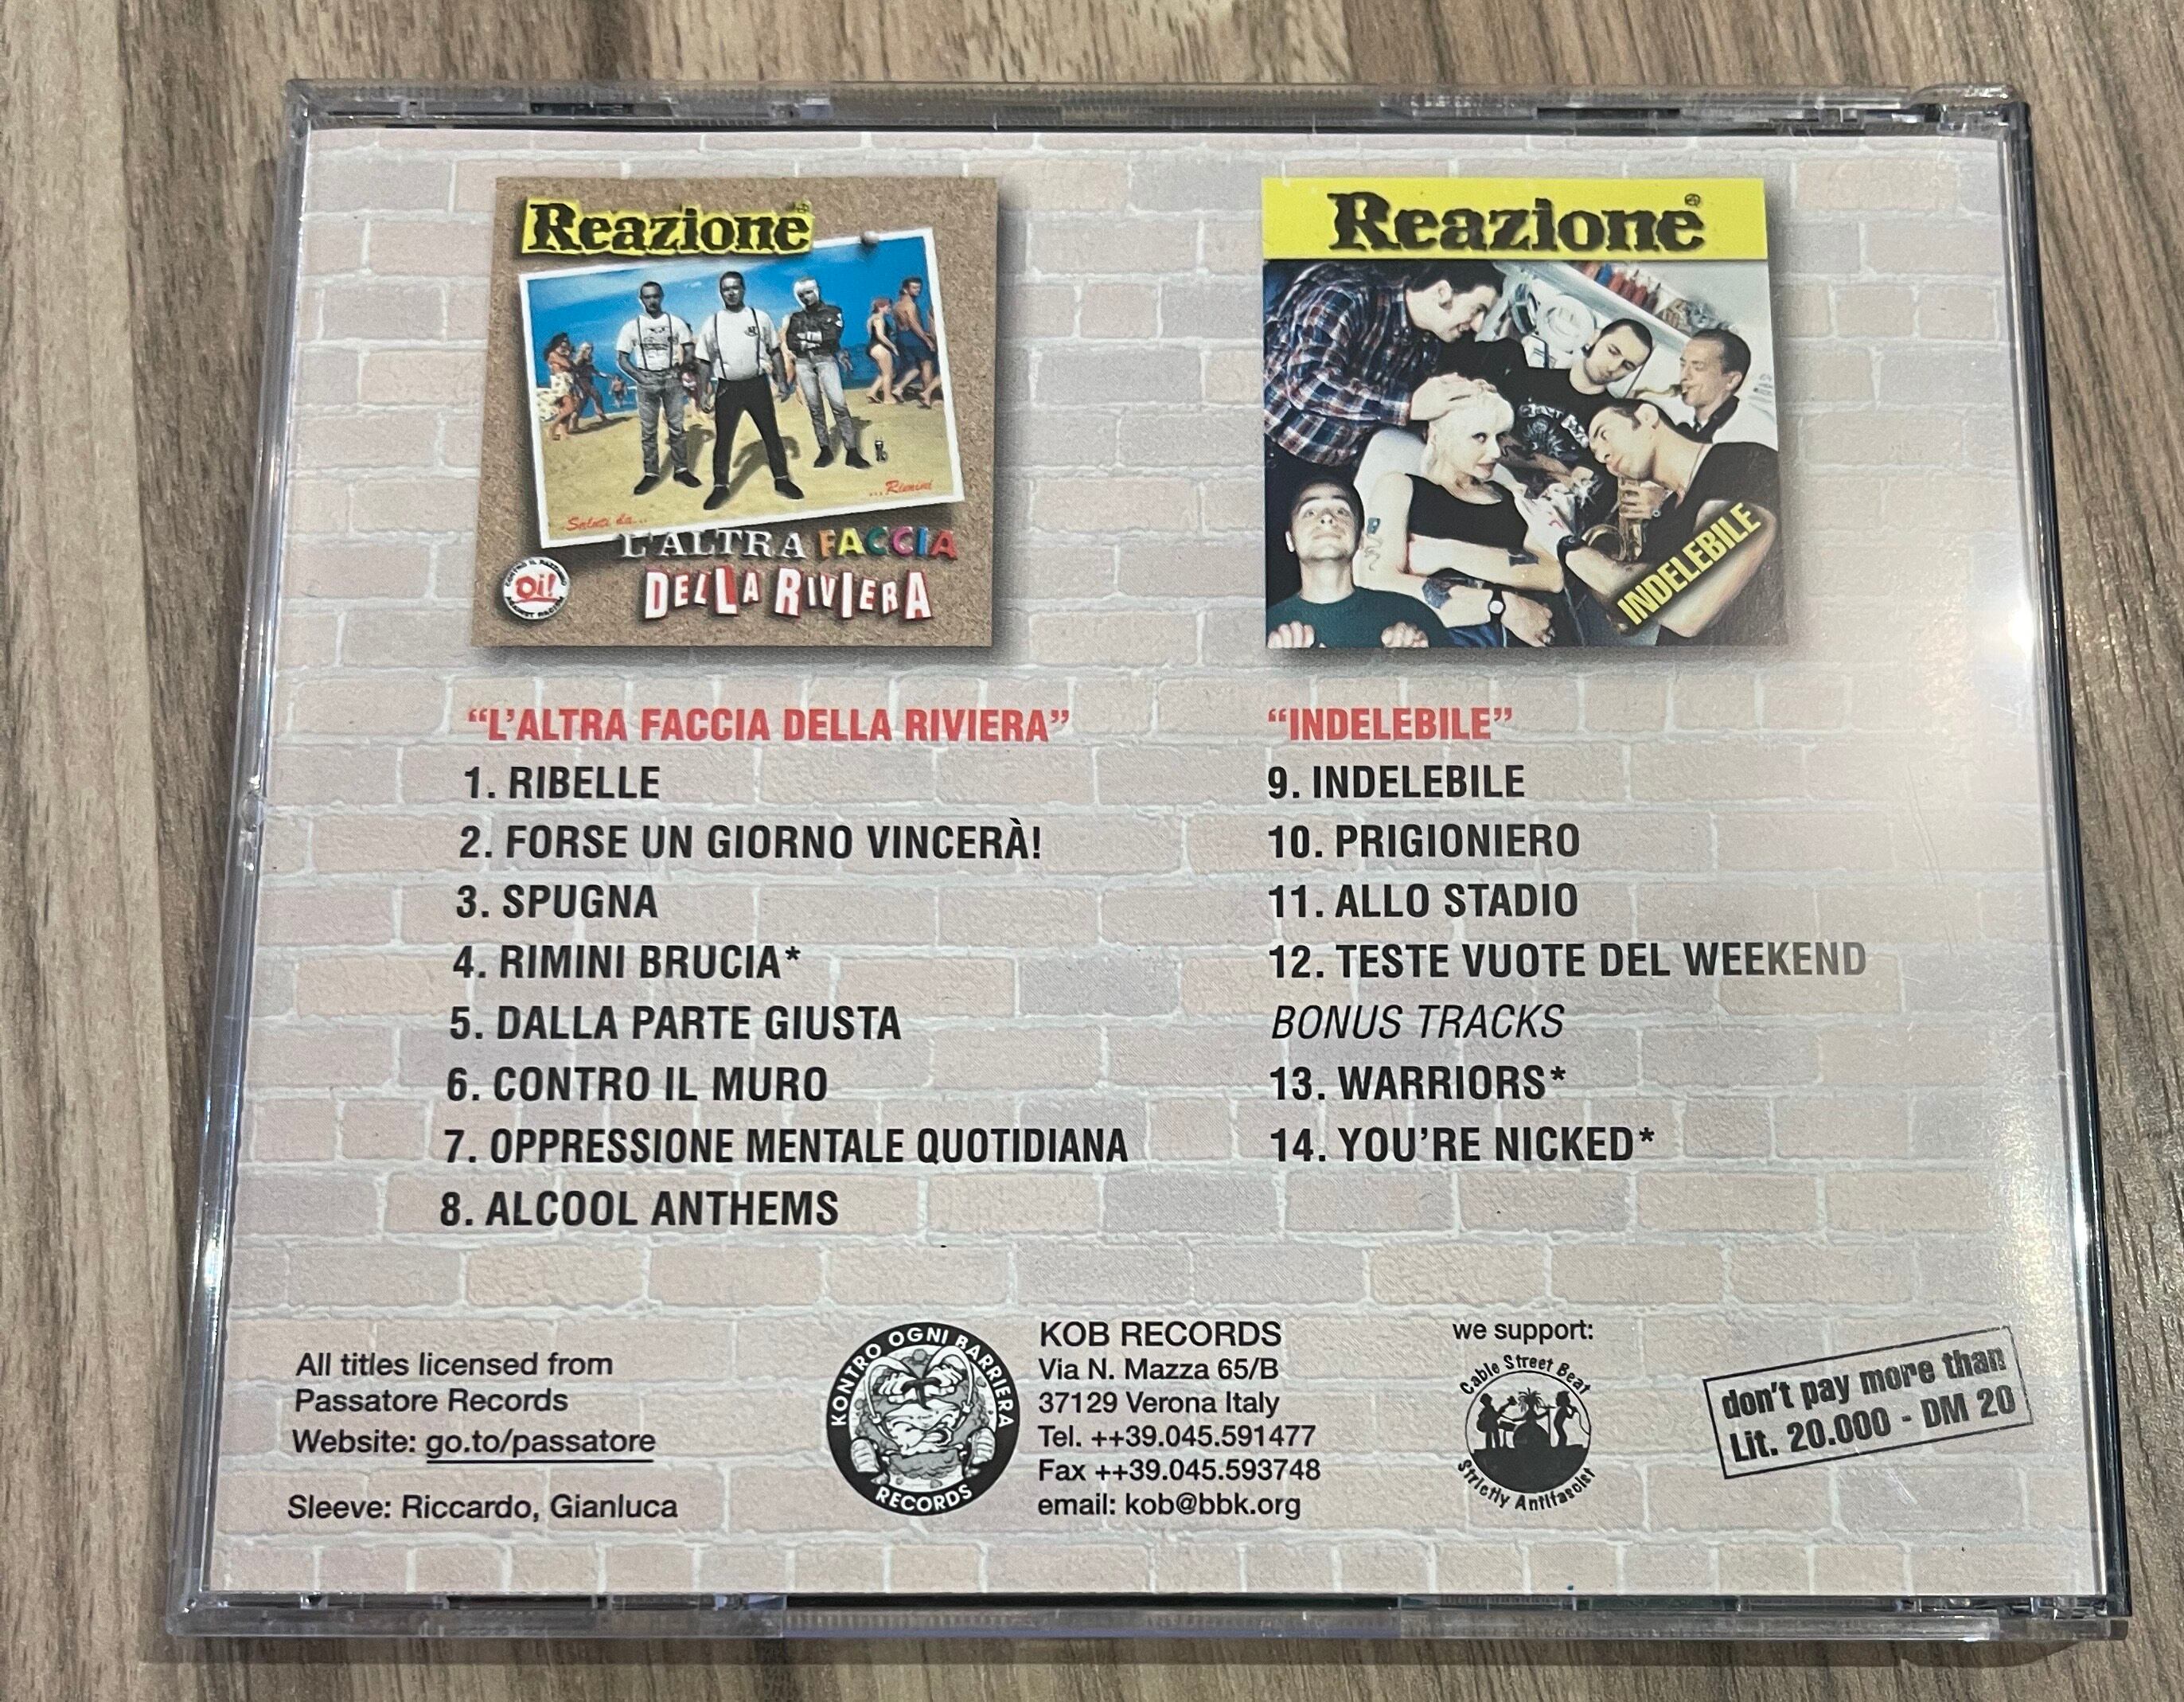 Reazione
Saluti da...
...Rimini
L'ALTRA FACCIA
DELLA RIVIERA
CONTRO IL RAZZISMO
Oi!
AGAINST RACISM
Reazione
INDELEBILE
“L'ALTRA FACCIA DELLA RIVIERA”
1. RIBELLE
2. FORSE UN GIORNO VINCERÀ!
3. SPUGNA
4. RIMINI BRUCIA*
5. DALLA PARTE GIUSTA
6. CONTRO IL MURO
7. OPPRESSIONE MENTALE QUOTIDIANA
8. ALCOOL ANTHEMS
“INDELEBILE”
9. INDELEBILE
10. PRIGIONIERO
11. ALLO STADIO
12. TESTE VUOTE DEL WEEKEND
BONUS TRACKS
13. WARRIORS*
14. YOU'RE NICKED*
All titles licensed from
Passatore Records
Website: go.to/passatore
Sleeve: Riccardo, Gianluca
KONTRO OGNI BARRIERA
RECORDS
KOB RECORDS
Via N. Mazza 65/B
37129 Verona Italy
Tel. ++39.045.591477
Fax ++39.045.593748
email: kob@bbk.org
we support:
Cable Street Beat
Strictly Antifascist
don't pay more than
Lit. 20.000 - DM 20